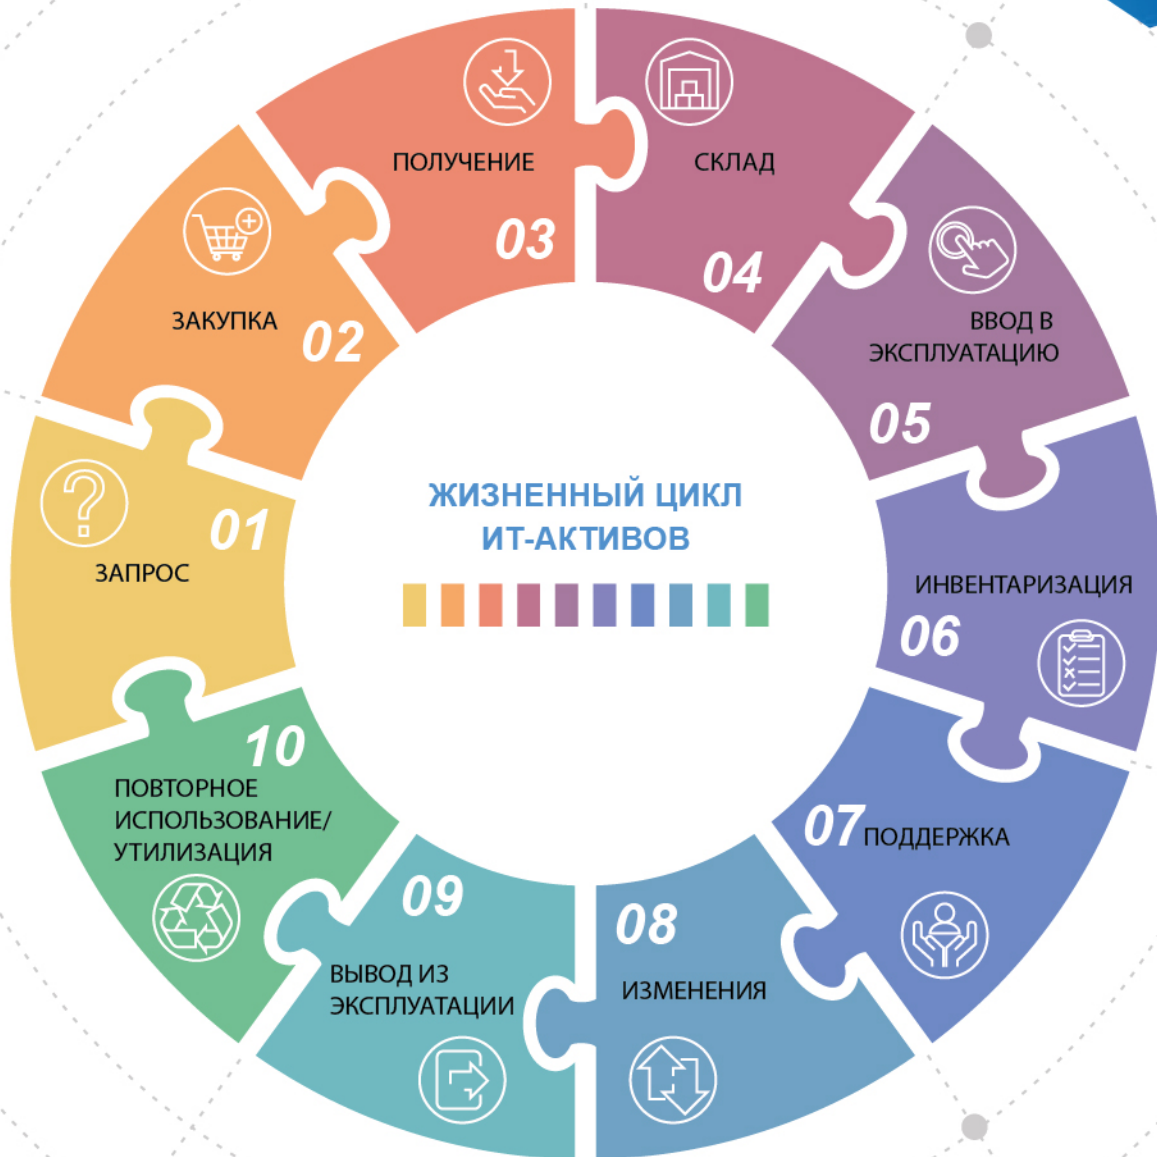 ЖИЗНЕННЫЙ ЦИКЛ
ИТ-АКТИВОВ
01
ЗАПРОС
ЗАКУПКА
02
ПОЛУЧЕНИЕ
03
СКЛАД
04
ВВОД В
ЭКСПЛУАТАЦИЮ
05
ИНВЕНТАРИЗАЦИЯ
06
07
ПОДДЕРЖКА
08
ИЗМЕНЕНИЯ
09
ВЫВОД ИЗ
ЭКСПЛУАТАЦИИ
10
ПОВТОРНОЕ
ИСПОЛЬЗОВАНИЕ/
УТИЛИЗАЦИЯ